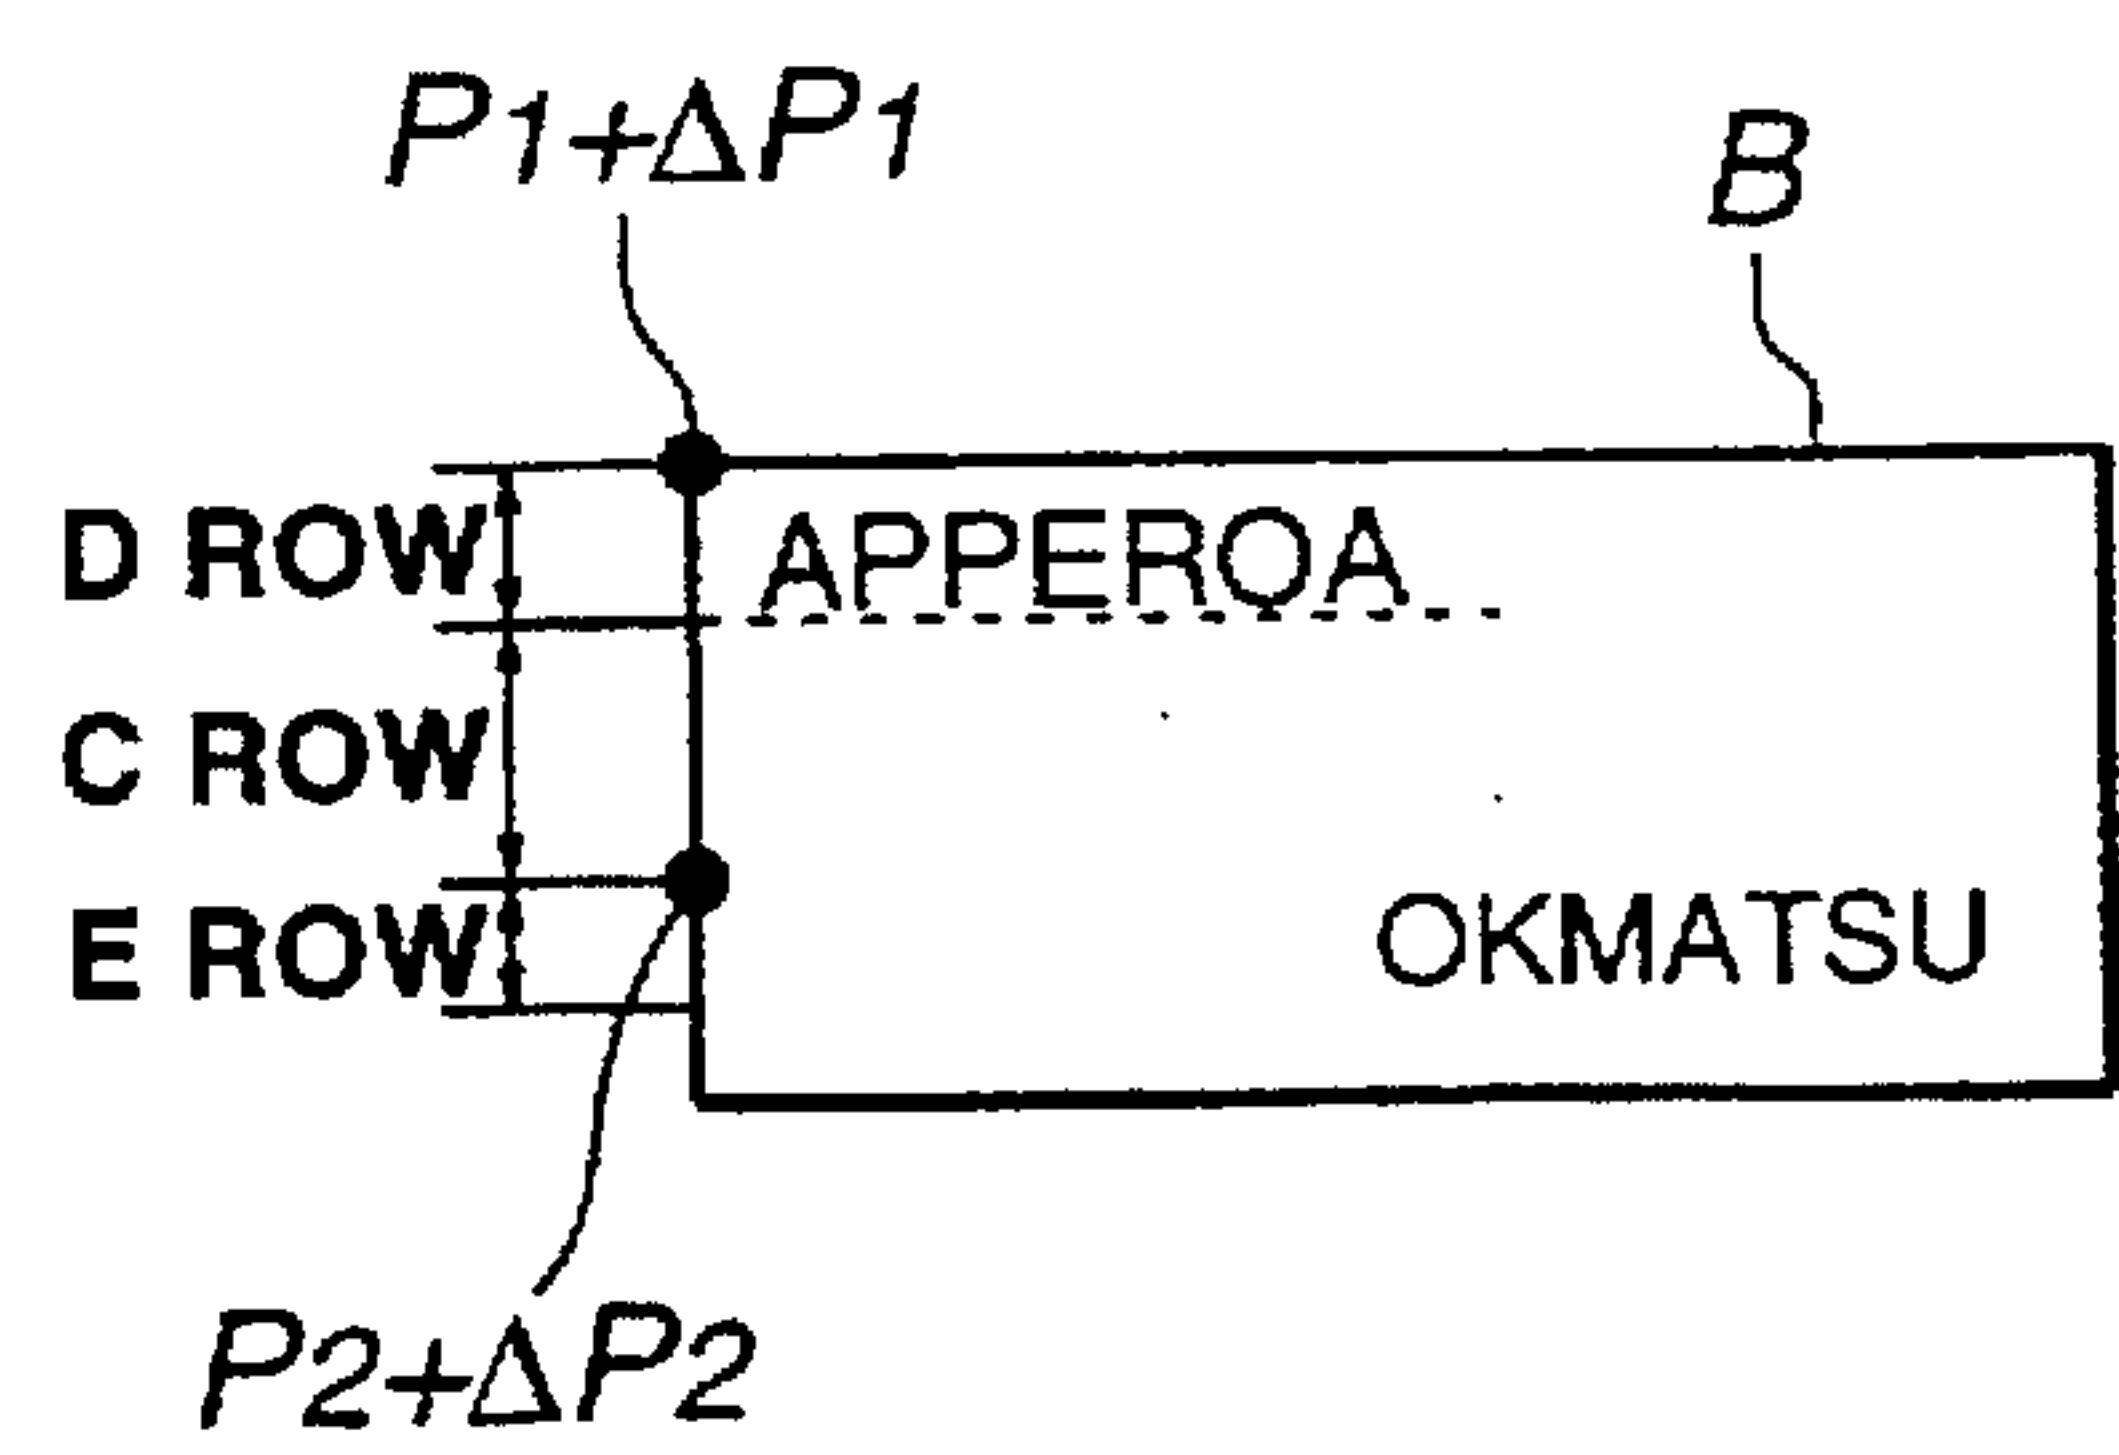 P1+ΔP1
B
D ROW
APPEROA
C ROW
E ROW
OKMATSU
P2+ΔP2